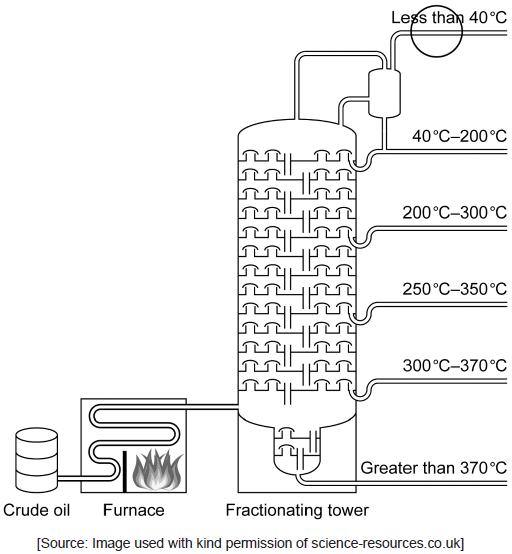 Less than 40°C
40°C–200°C
200°C–300°C
250°C–350°C
300°C–370°C
Greater than 370°C
Crude oil
Furnace
Fractionating tower
[Source: Image used with kind permission of science-resources.co.uk]